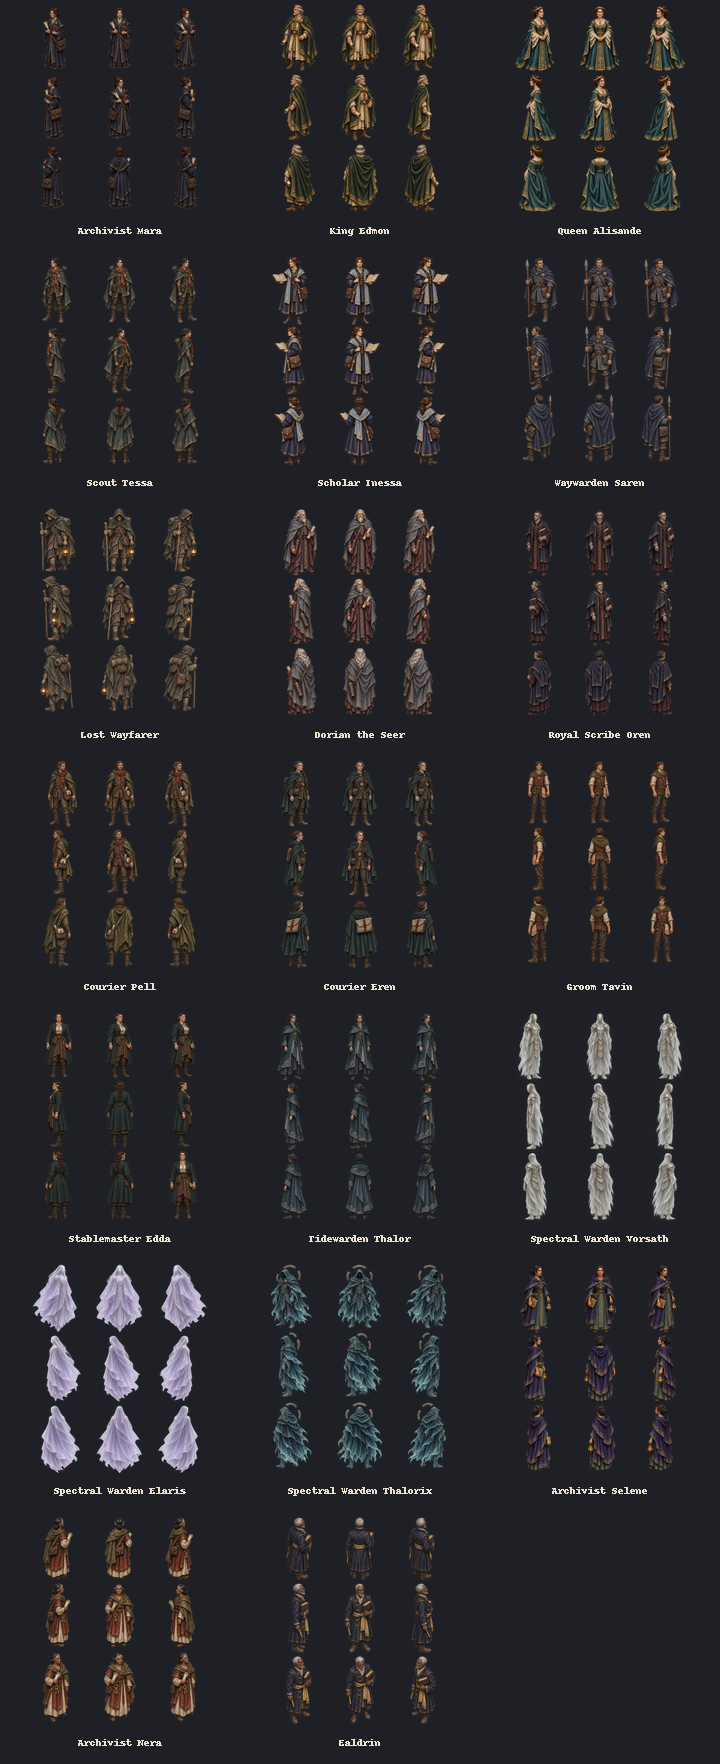 Archivist Mara
King Edmon
Queen Alisande
Scout Tessa
Scholar Inessa
Waywarden Saren
Lost Wayfarer
Dorian the Seer
Royal Scribe Oren
Courier Pell
Courier Eren
Groom Tavin
Stablemaster Edda
Tidewarden Thalor
Spectral Warden Vorsath
Spectral Warden Elaris
Spectral Warden Thalorix
Archivist Selene
Archivist Nera
Ealdrin